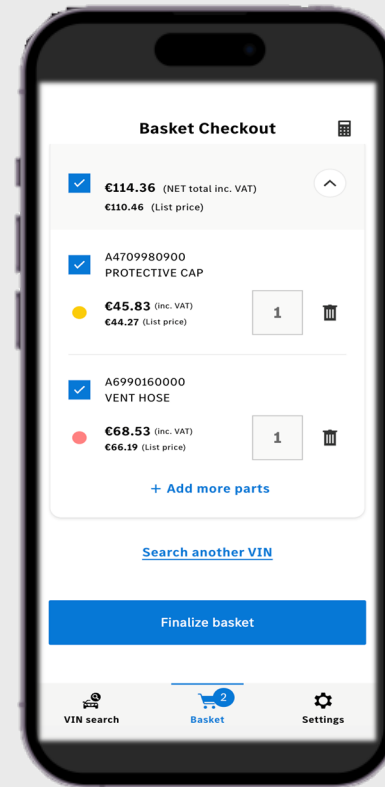 Basket Checkout
€114.36 (NET total inc. VAT)
€110.46 (List price)
A4709980900
PROTECTIVE CAP
€45.83 (inc. VAT)
€44.27 (List price)
1
A6990160000
VENT HOSE
€68.53 (inc. VAT)
€66.19 (List price)
1
+ Add more parts
Search another VIN
Finalize basket
2
VIN search
Basket
Settings